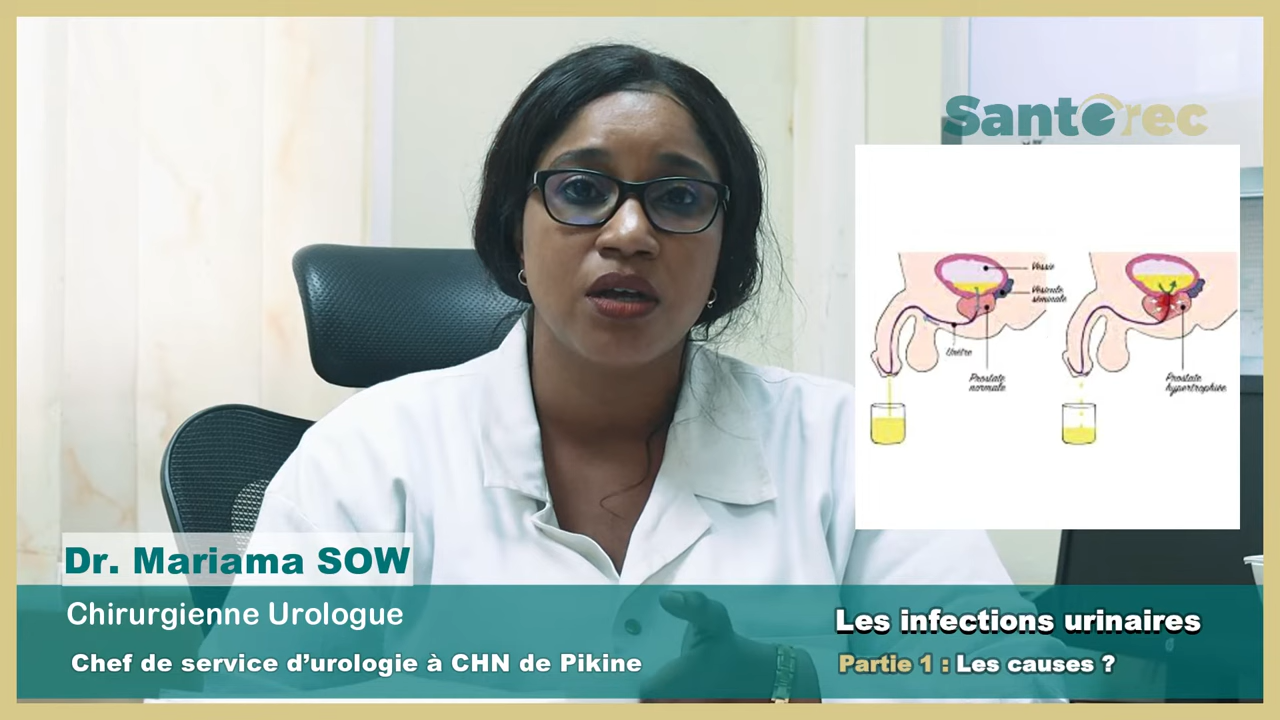 Santorec
Vessie
Vésicule
séminale
Urètre
Prostate
normale
Prostate
hypertrophiée
Dr. Mariama SOW
Chirurgienne Urologue
Chef de service d’urologie à CHN de Pikine
Les infections urinaires
Partie 1 : Les causes ?